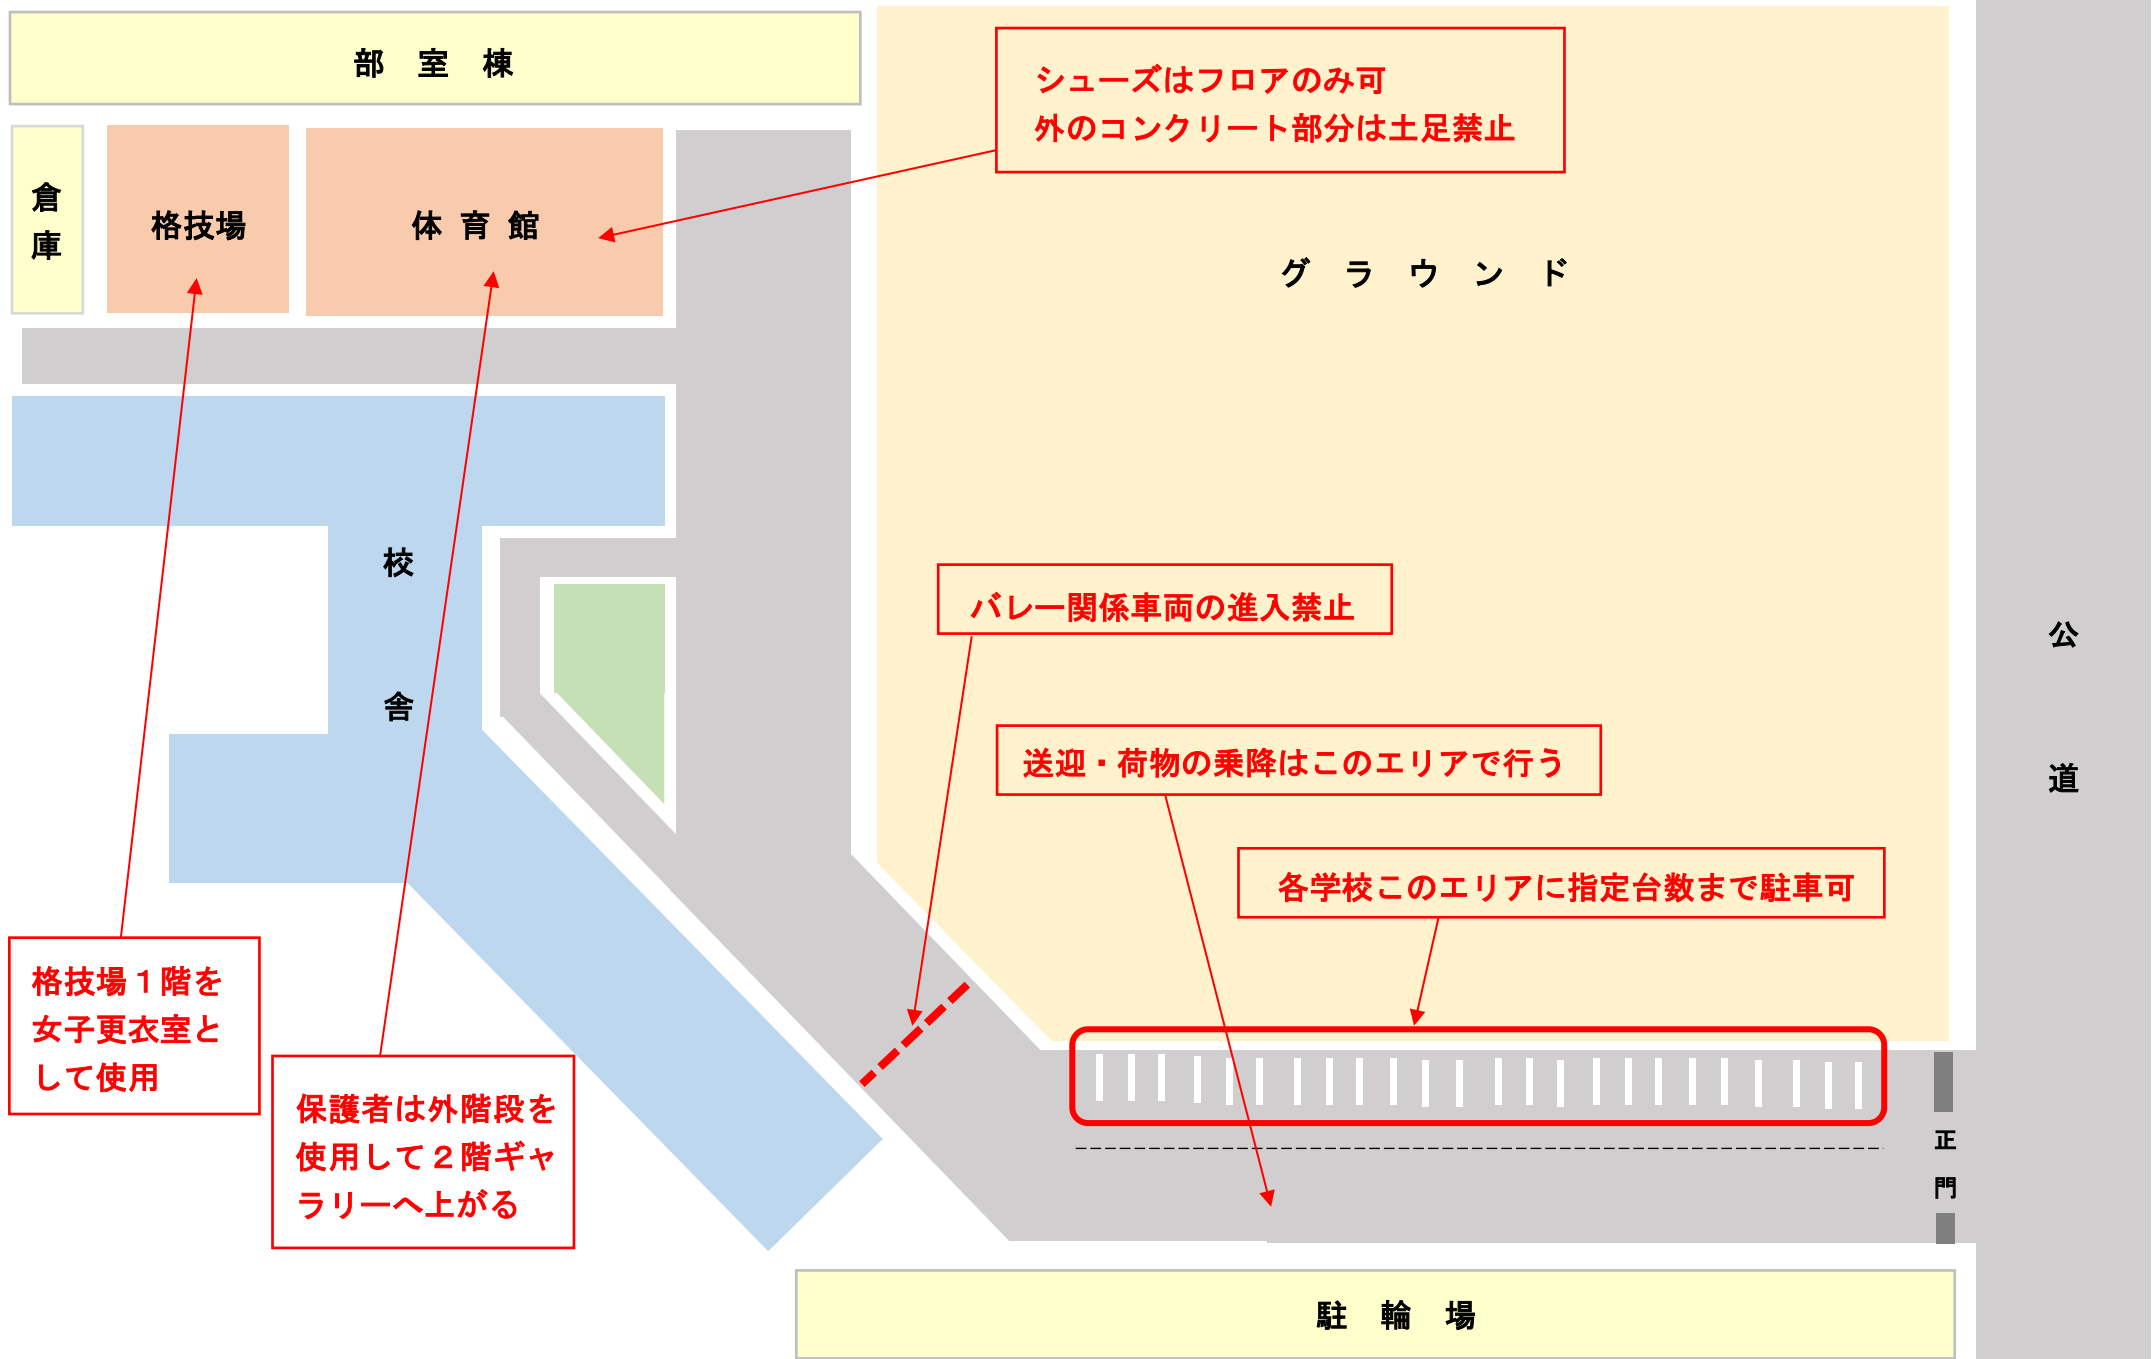 部　室　棟
シューズはフロアのみ可
外のコンクリート部分は土足禁止
倉
庫
格技場
体 育 館
グ　ラ　ウ　ン　ド
校
舎
バレー関係車両の進入禁止
公
道
送迎・荷物の乗降はこのエリアで行う
各学校このエリアに指定台数まで駐車可
格技場１階を
女子更衣室と
して使用
保護者は外階段を
使用して２階ギャ
ラリーへ上がる
正
門
駐　輪　場